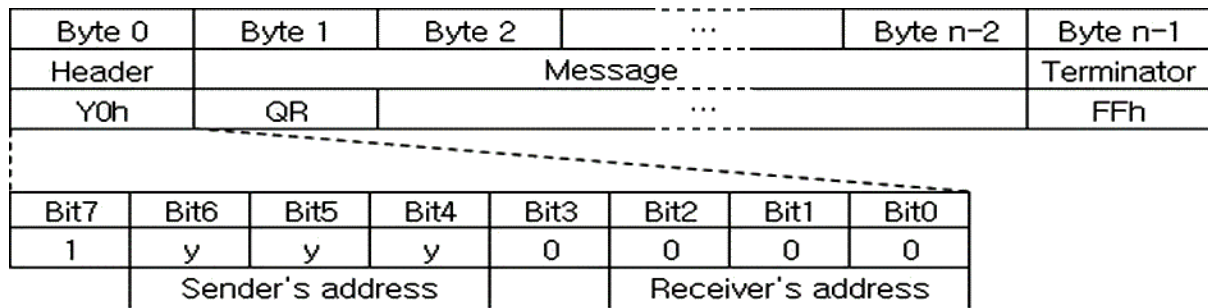 Byte 0 Byte 1 Byte 2 ... Byte n-2 Byte n-1
Header Message Terminator
Y0h QR ... FFh
Bit7 Bit6 Bit5 Bit4 Bit3 Bit2 Bit1 Bit0
1 y y y 0 0 0 0
Sender's address Receiver's address